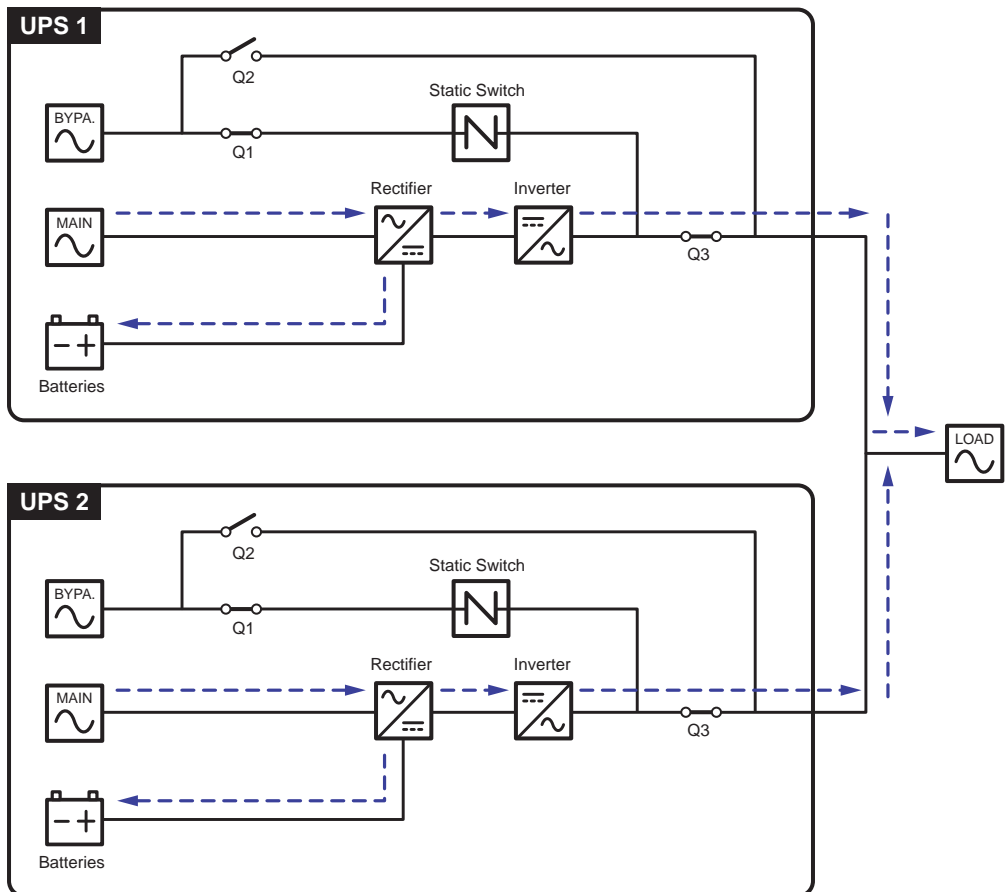 UPS 1
Q2
Static Switch
BYPA.
Q1
Rectifier
Inverter
MAIN
Q3
Batteries
LOAD
UPS 2
Q2
Static Switch
BYPA.
Q1
Rectifier
Inverter
MAIN
Q3
Batteries